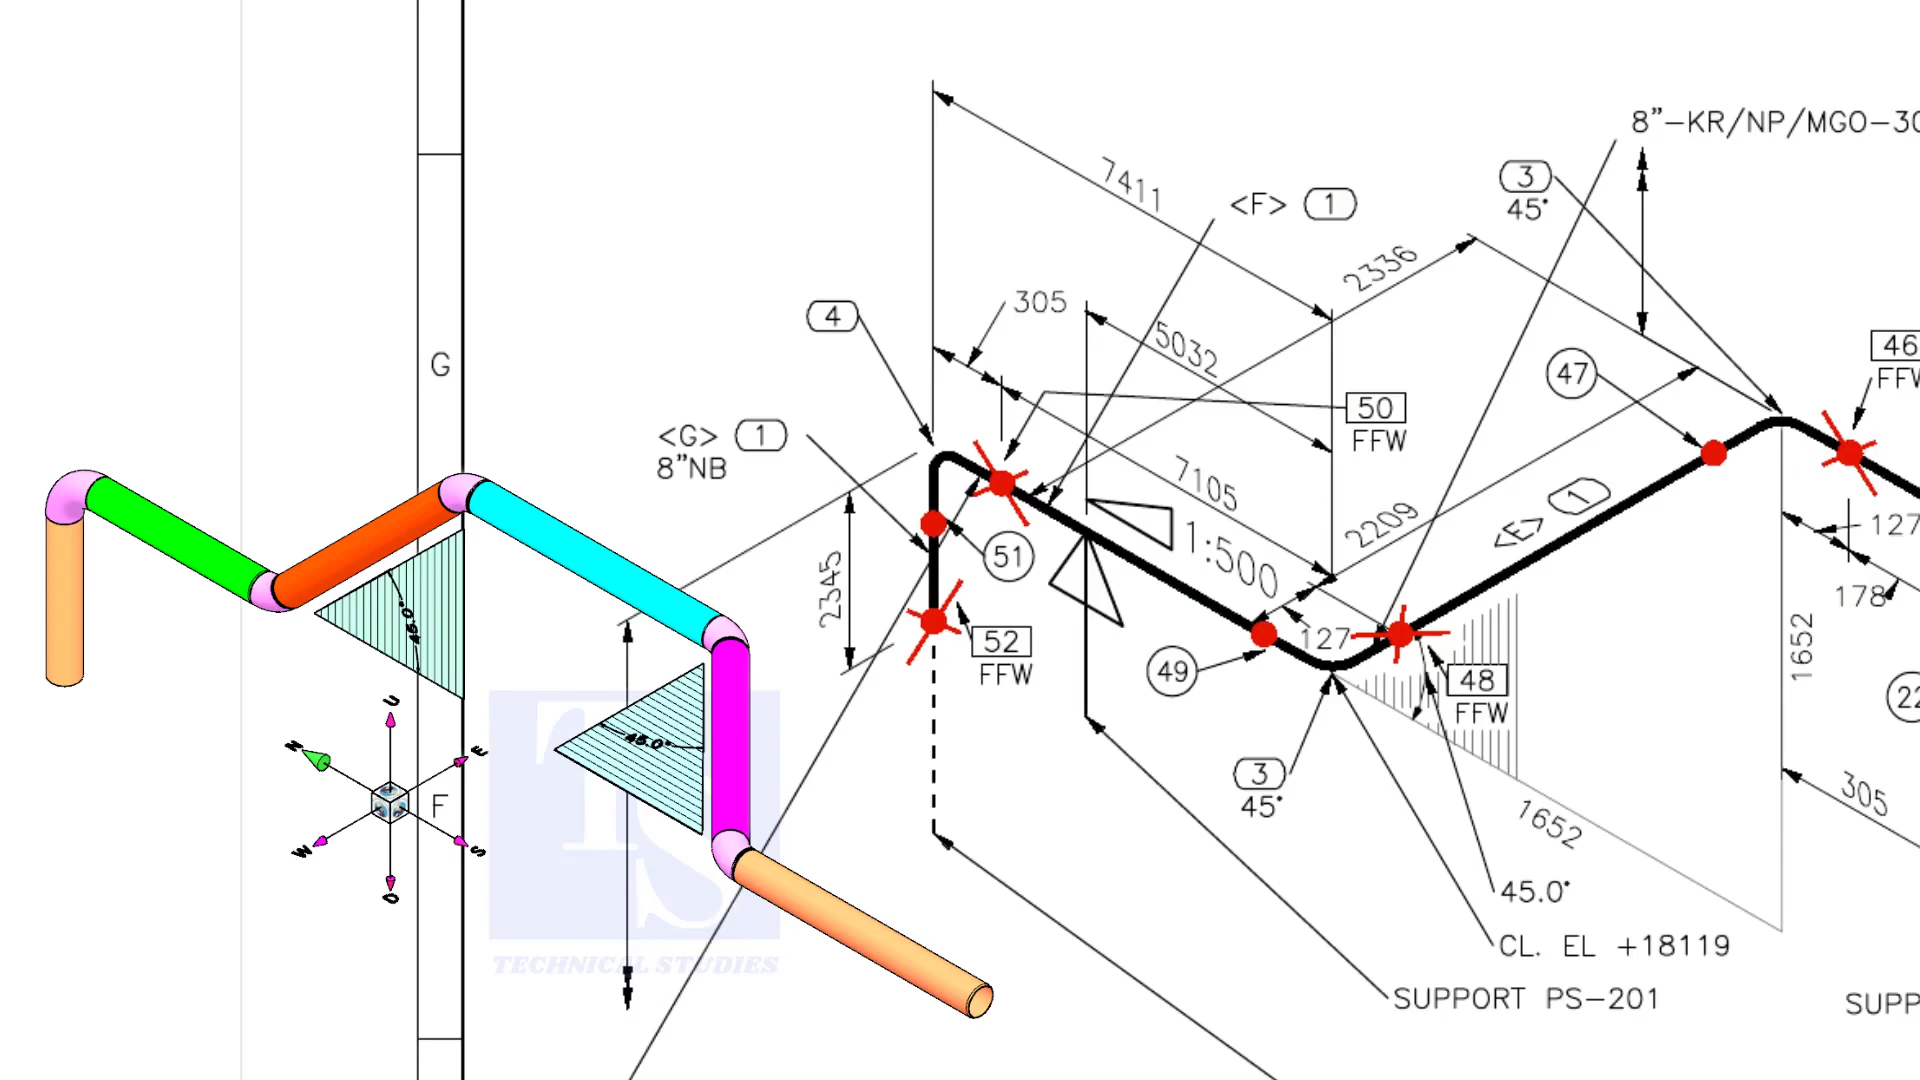 G
F
U
N
E
W
S
D
45.0°
45.0°
TS
TECHNICAL STUDIES
8"-KR/NP/MGO-30
7411
<F> 1
3
45°
2336
305
4
5032
46
FFW
47
50
FFW
<G> 1
8"NB
7105
2209
<E> 1
1:500
127
178
51
2345
52
FFW
127
49
48
FFW
1652
22
3
45°
1652
305
45.0°
CL. EL +18119
SUPPORT PS-201
SUPP